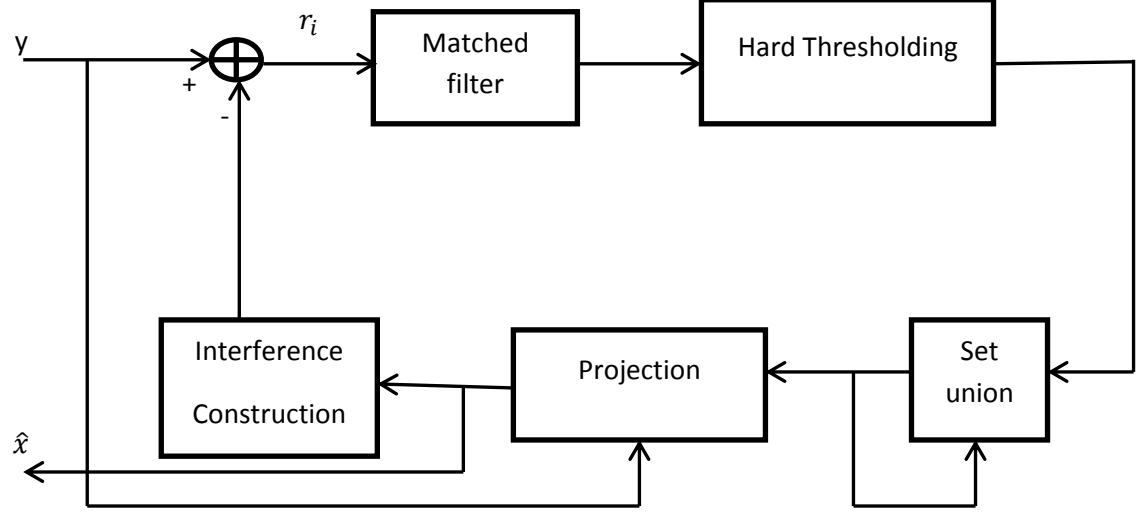 y
r_i
Matched
filter
Hard Thresholding
+
-
Interference
Construction
Projection
Set
union
x̂